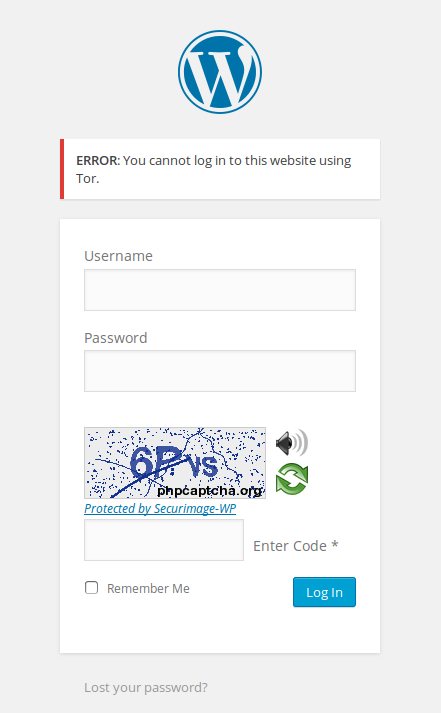 ERROR: You cannot log in to this website using
Tor.
Username
Password
phpcaptcha.org
Protected by Securimage-WP
Enter Code *
Remember Me
Log In
Lost your password?